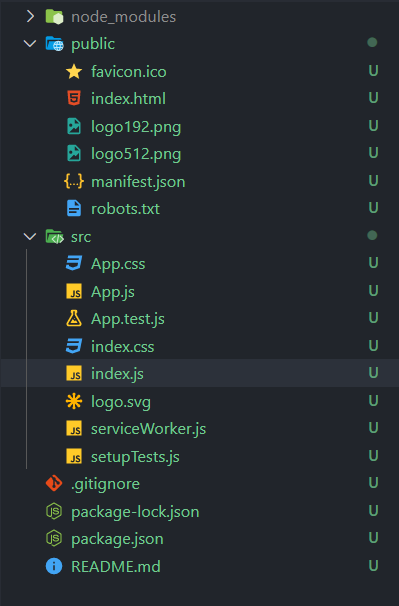 node_modules
public
favicon.ico U
index.html U
logo192.png U
logo512.png U
manifest.json U
robots.txt U
src
App.css U
App.js U
App.test.js U
index.css U
index.js U
logo.svg U
serviceWorker.js U
setupTests.js U
.gitignore U
package-lock.json U
package.json U
README.md U